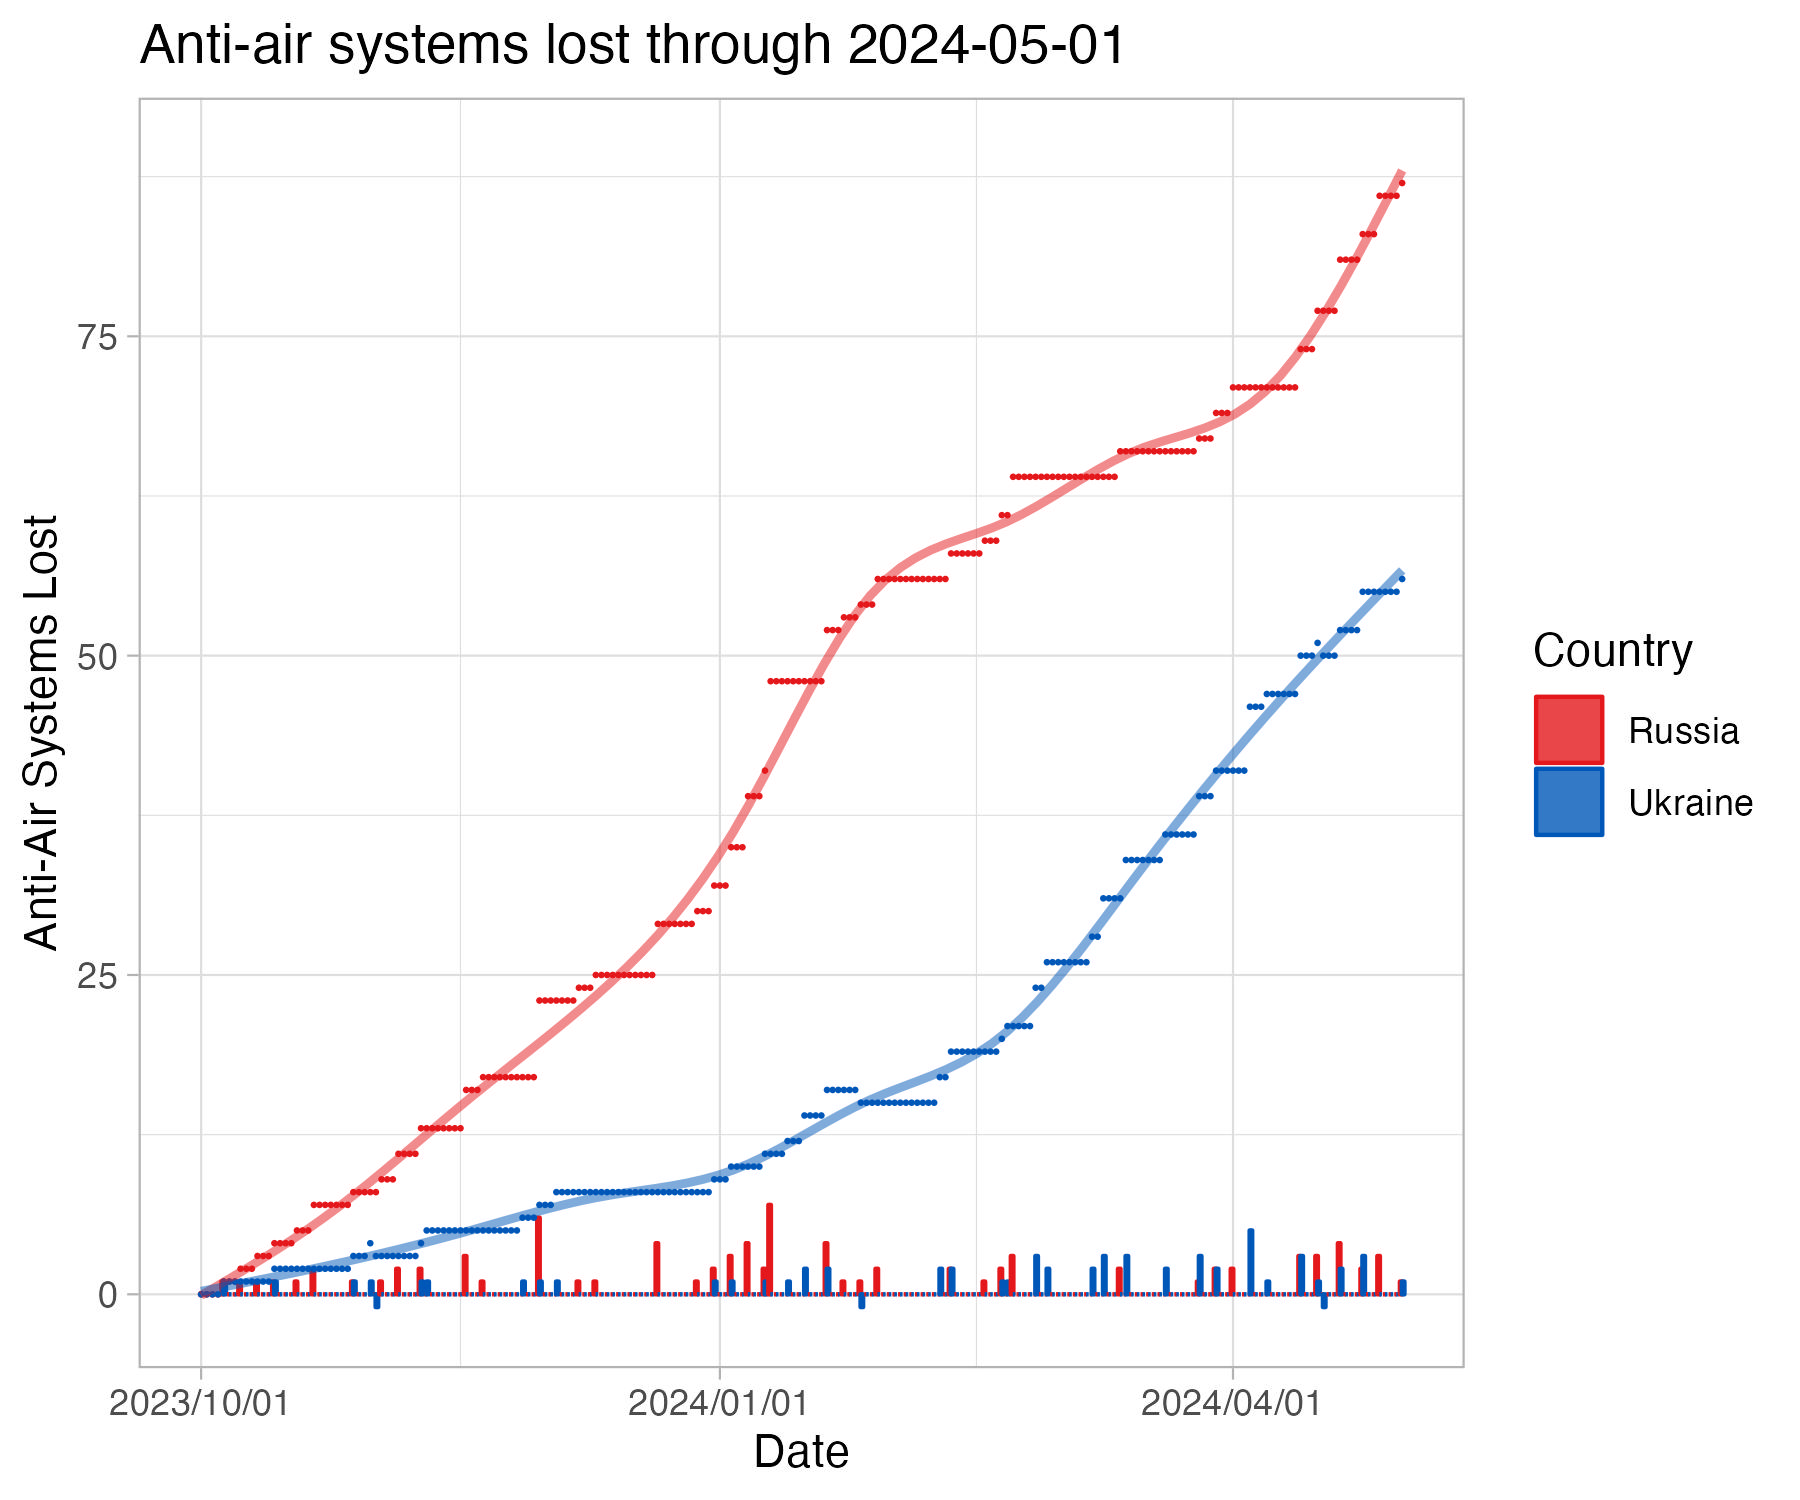 Anti-air systems lost through 2024-05-01
Anti-Air Systems Lost
75
50
25
0
2023/10/01
2024/01/01
2024/04/01
Date
Country
Russia
Ukraine